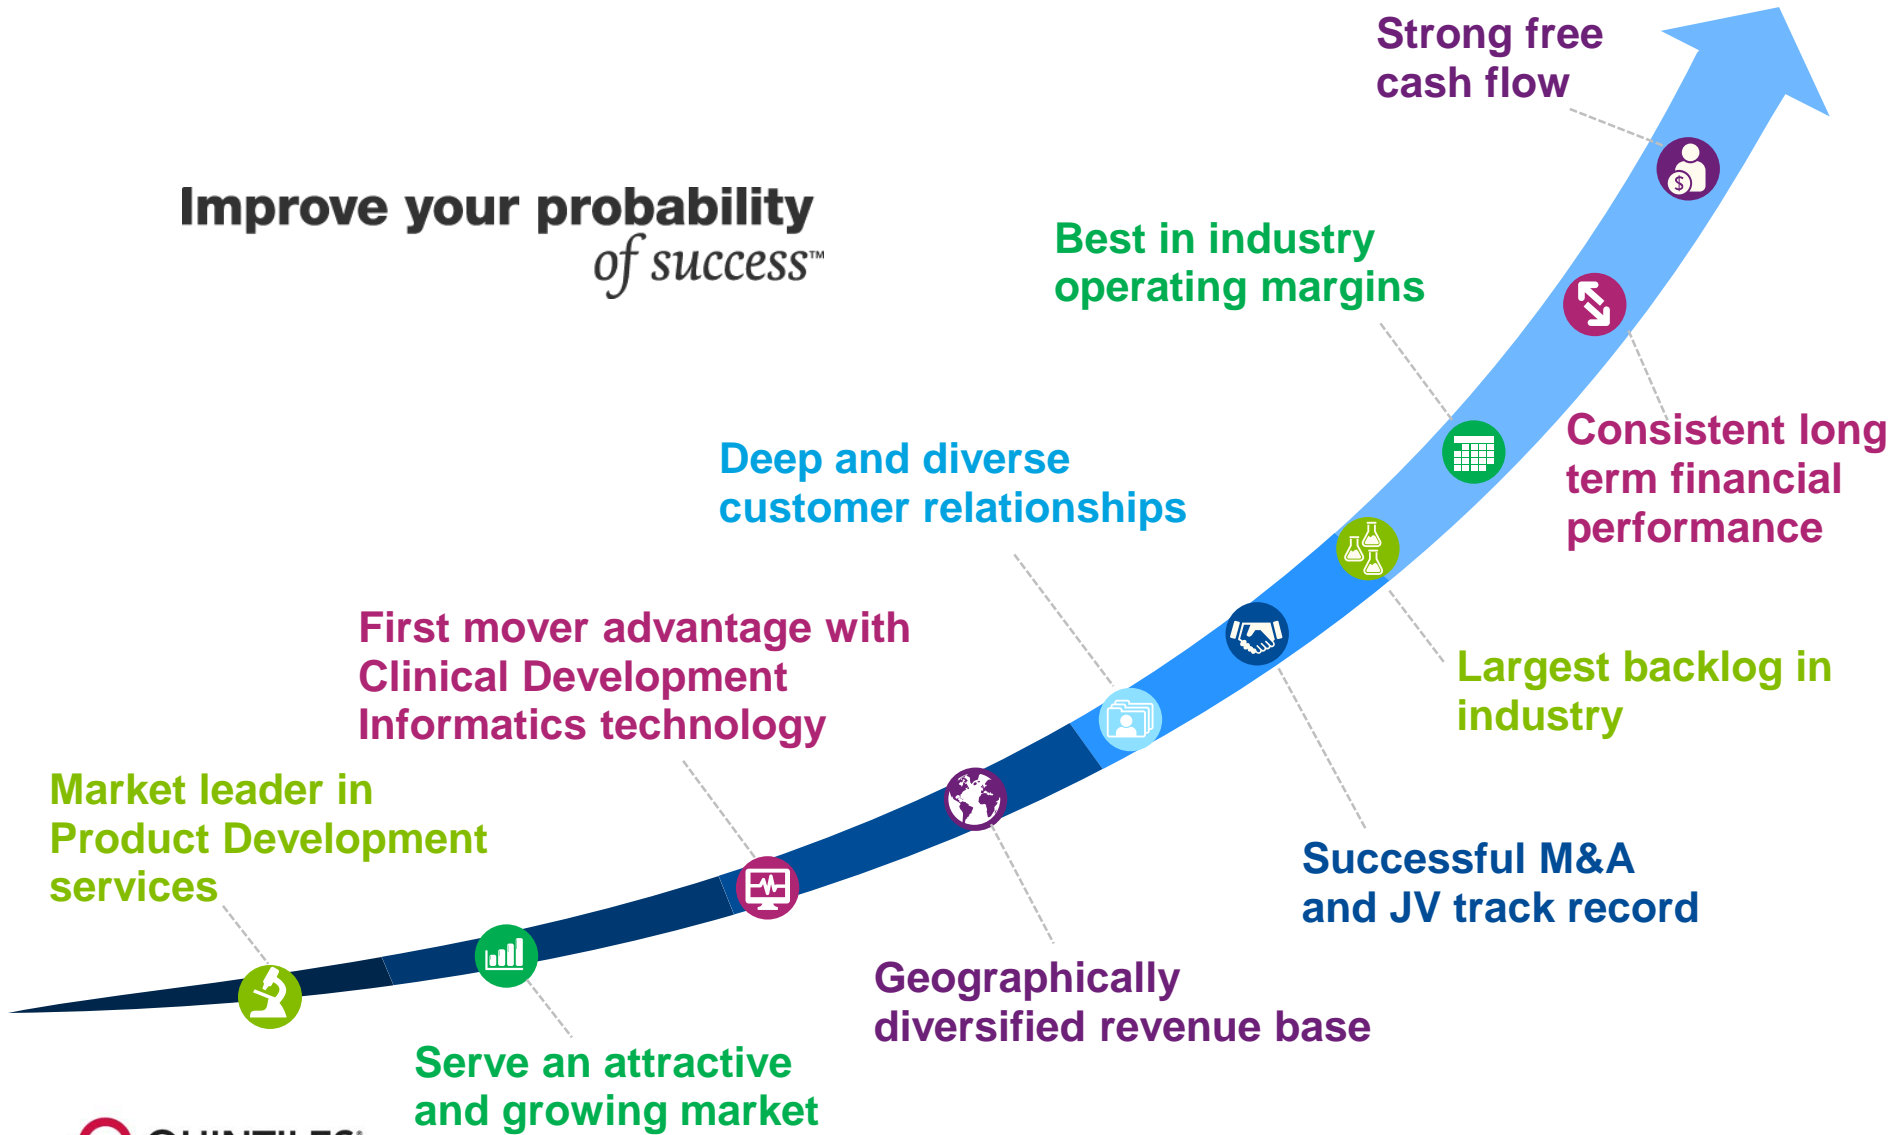 Strong free
cash flow
Improve your probability
of success™
Best in industry
operating margins
Consistent long
term financial
performance
Deep and diverse
customer relationships
First mover advantage with
Clinical Development
Informatics technology
Largest backlog in
industry
Market leader in
Product Development
services
Successful M&A
and JV track record
Geographically
diversified revenue base
Serve an attractive
and growing market
QUINTILES®
$